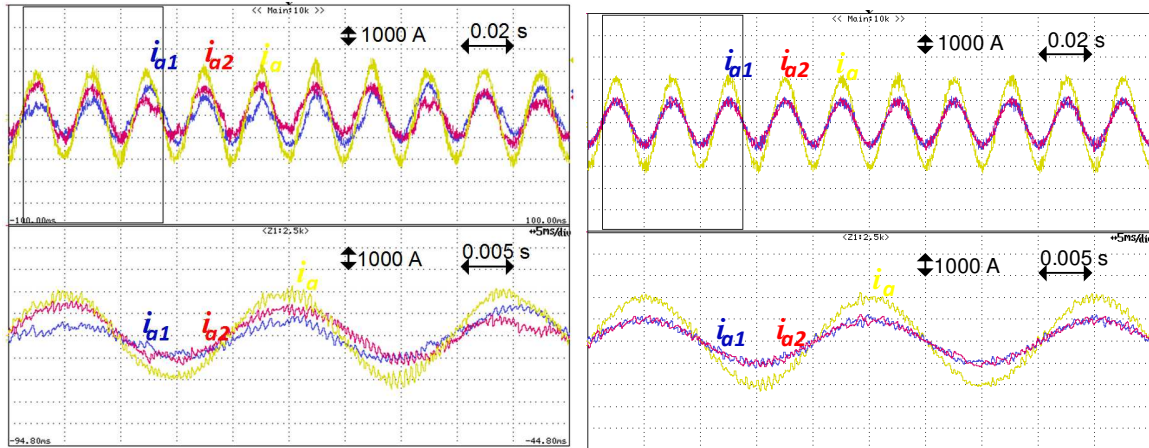 << Main:10k >>
1000 A
0.02 s
ia1
ia2
ia
-100.00ms
100.00ms
<Z1:2.5k>
1000 A
0.005 s
ia
ia1
ia2
-94.80ms
-44.80ms
<< Main:10k >>
1000 A
0.02 s
ia1
ia2
ia
<Z1:2.5k>
5ms/div
1000 A
0.005 s
ia
ia1
ia2